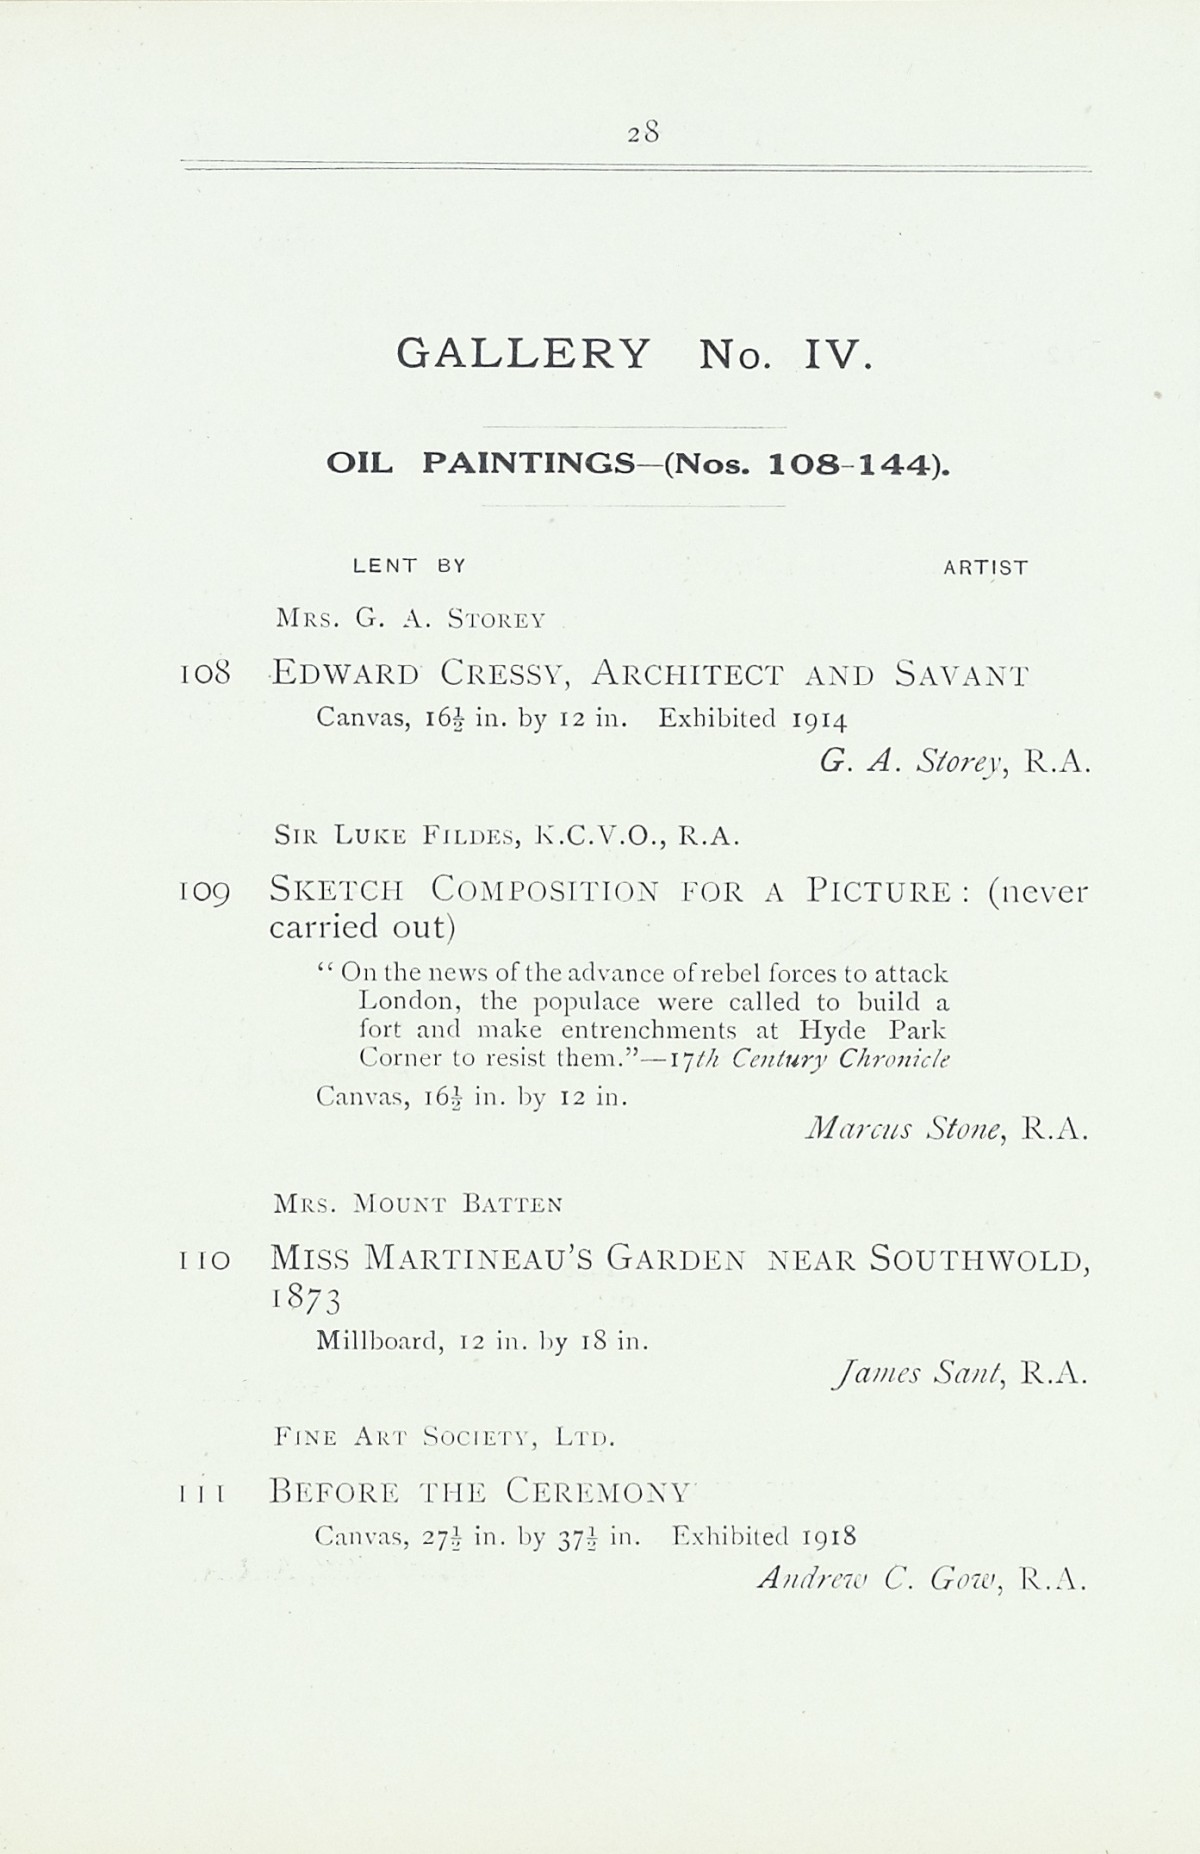 28
GALLERY No. IV.
OIL PAINTINGS—(Nos. 108-144).
LENT BY ARTIST
MRS. G. A. STOREY
108 EDWARD CRESSY, ARCHITECT AND SAVANT
Canvas, 16½ in. by 12 in. Exhibited 1914
G. A. Storey, R.A.
SIR LUKE FILDES, K.C.V.O., R.A.
109 SKETCH COMPOSITION FOR A PICTURE: (never
carried out)
“On the news of the advance of rebel forces to attack
London, the populace were called to build a
fort and make entrenchments at Hyde Park
Corner to resist them.”—17th Century Chronicle
Canvas, 16½ in. by 12 in.
Marcus Stone, R.A.
MRS. MOUNT BATTEN
110 MISS MARTINEAU’S GARDEN NEAR SOUTHWOLD,
1873
Millboard, 12 in. by 18 in.
James Sant, R.A.
FINE ART SOCIETY, LTD.
111 BEFORE THE CEREMONY
Canvas, 27½ in. by 37½ in. Exhibited 1918
Andrew C. Gow, R.A.